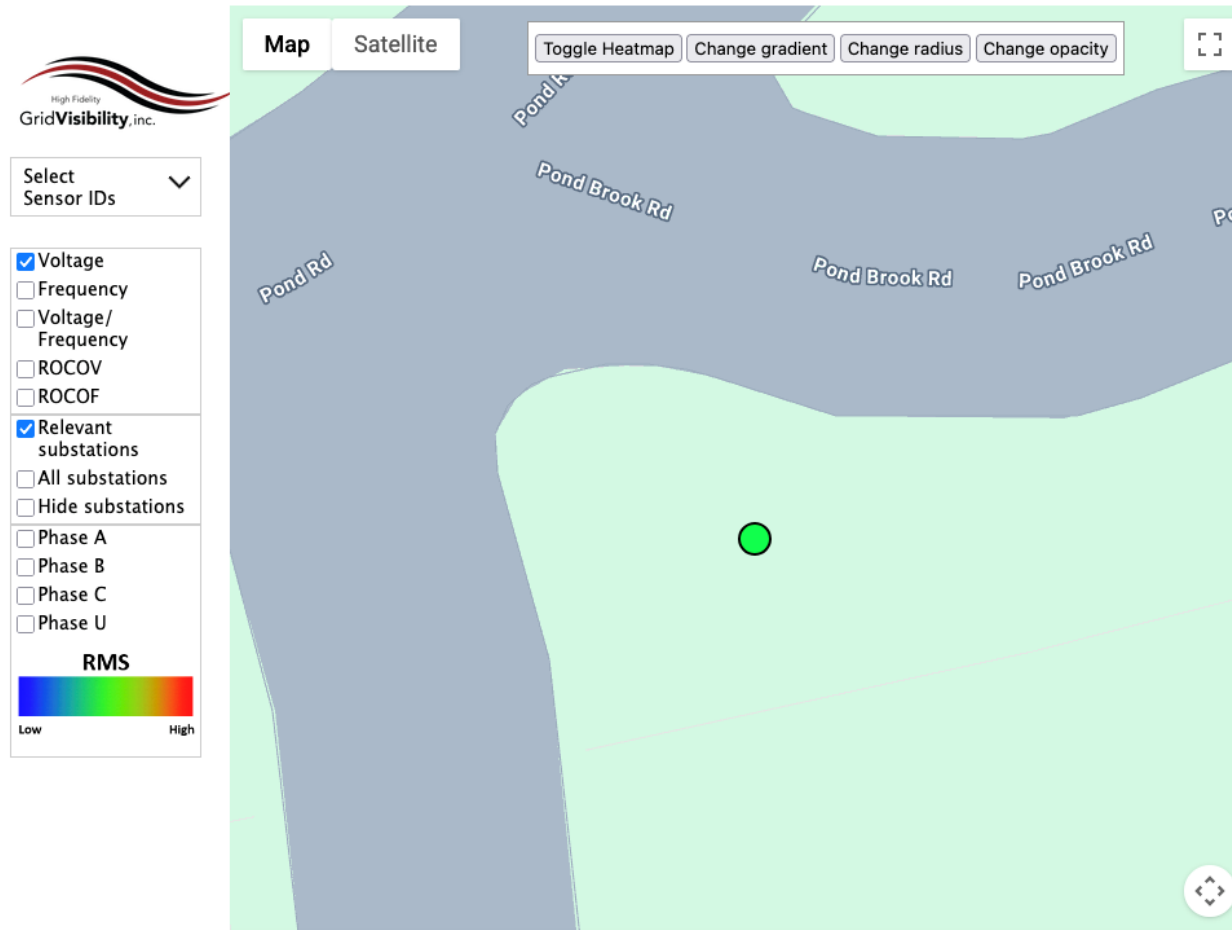 High Fidelity
GridVisibility, inc.
Select
Sensor IDs
Voltage
Frequency
Voltage/
Frequency
ROCOV
ROCOF
Relevant
substations
All substations
Hide substations
Phase A
Phase B
Phase C
Phase U
RMS
Low High
Map Satellite
Toggle Heatmap Change gradient Change radius Change opacity
Pond
Pond Brook Rd
Pond Rd
Pond Brook Rd
Pond Brook Rd